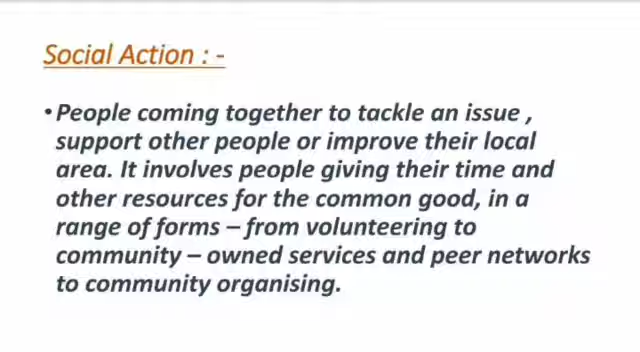 Social Action : -
• People coming together to tackle an issue ,
support other people or improve their local
area. It involves people giving their time and
other resources for the common good, in a
range of forms – from volunteering to
community – owned services and peer networks
to community organising.